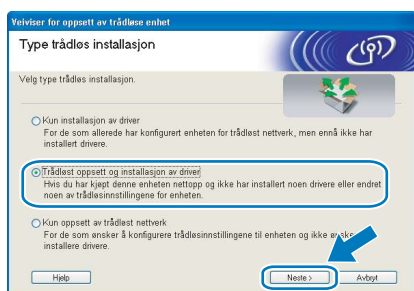 Veiviser for oppsett av trådløse enhet
Type trådløs installasjon
Velg type trådløs installasjon.
Kun installasjon av driver
For de som allerede har konfigurert enheten for trådløst nettverk, men ennå ikke har
installert drivere.
Trådløst oppsett og installasjon av driver
Hvis du har kjøpt denne enheten nettopp og ikke har installert noen drivere eller endret
noen av trådløsinnstillingene for enheten.
Kun oppsett av trådløst nettverk
For de som ønsker å konfigurere trådløsinnstillingene til enheten og ikke ønsker
installere drivere.
Hjelp
Neste >
Avbryt